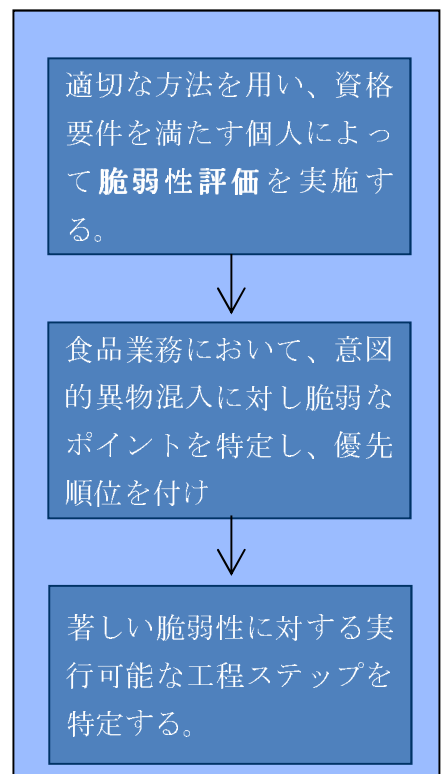 適切な方法を用い、資格
要件を満たす個人によっ
て脆弱性評価を実施す
る。
食品業務において、意図
的異物混入に対し脆弱な
ポイントを特定し、優先
順位を付け
著しい脆弱性に対する実
行可能な工程ステップを
特定する。